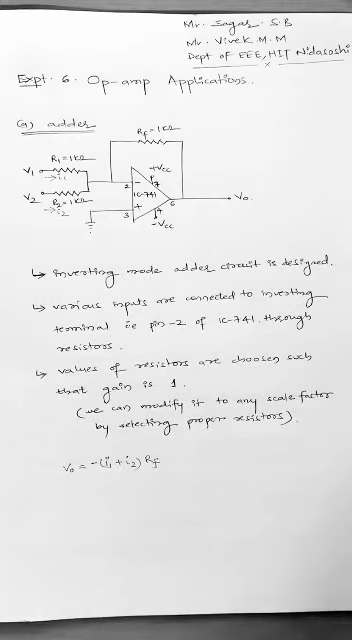 Mr. Sagar. S.B
Mr. Vivek. M. M
Dept of EEE, HIT Nidasoshi
Expt. 6. Op-amp Applications.
(a) adder
Rf = 1KΩ
R1 = 1KΩ
+Vcc
V1
i1
2
7
IC-741
6
Vo.
V2
R2 = 1KΩ
i2
3
4
-Vcc
↳ inverting mode adder circuit is designed.
↳ various inputs are connected to inverting
terminal ie pin-2 of IC-741. through
resistors.
↳ values of resistors are choosen such
that gain is 1.
(we can modify it to any scale factor
by selecting proper resistors).
Vo = -(i1 + i2) Rf